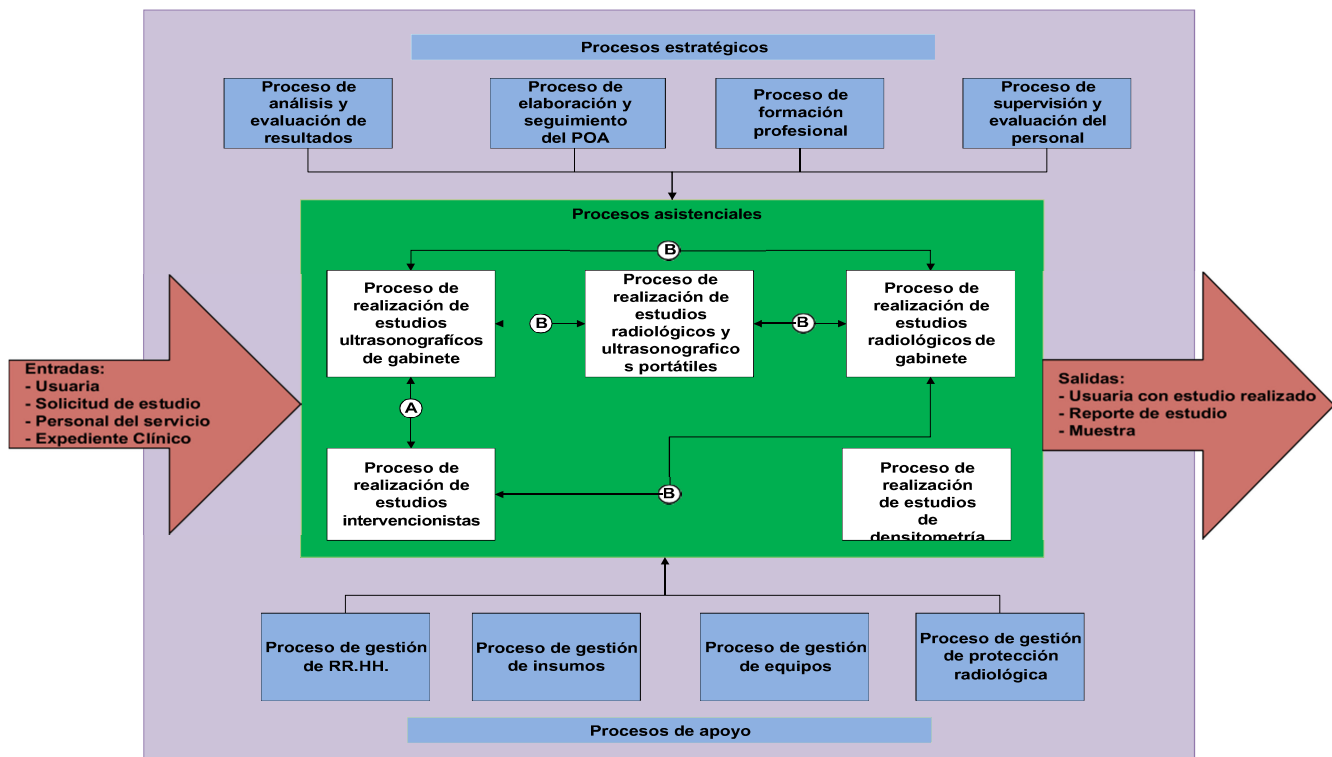 Procesos estratégicos
Proceso de
análisis y
evaluación de
resultados
Proceso de
elaboración y
seguimiento
del POA
Proceso de
formación
profesional
Proceso de
supervisión y
evaluación del
personal
Procesos asistenciales
B
Proceso de
realización de
estudios
ultrasonografícos
de gabinete
B
Proceso de
realización de
estudios
radiológicos y
ultrasonografico
s portátiles
B
Proceso de
realización de
estudios
radiológicos de
gabinete
Entradas:
- Usuaria
- Solicitud de estudio
- Personal del servicio
- Expediente Clínico
Salidas:
- Usuaria con estudio realizado
- Reporte de estudio
- Muestra
A
Proceso de
realización de
estudios
intervencionistas
B
Proceso de
realización
de estudios
de
densitometría
Proceso de gestión
de RR.HH.
Proceso de gestión
de insumos
Proceso de gestión
de equipos
Proceso de gestión
de protección
radiológica
Procesos de apoyo